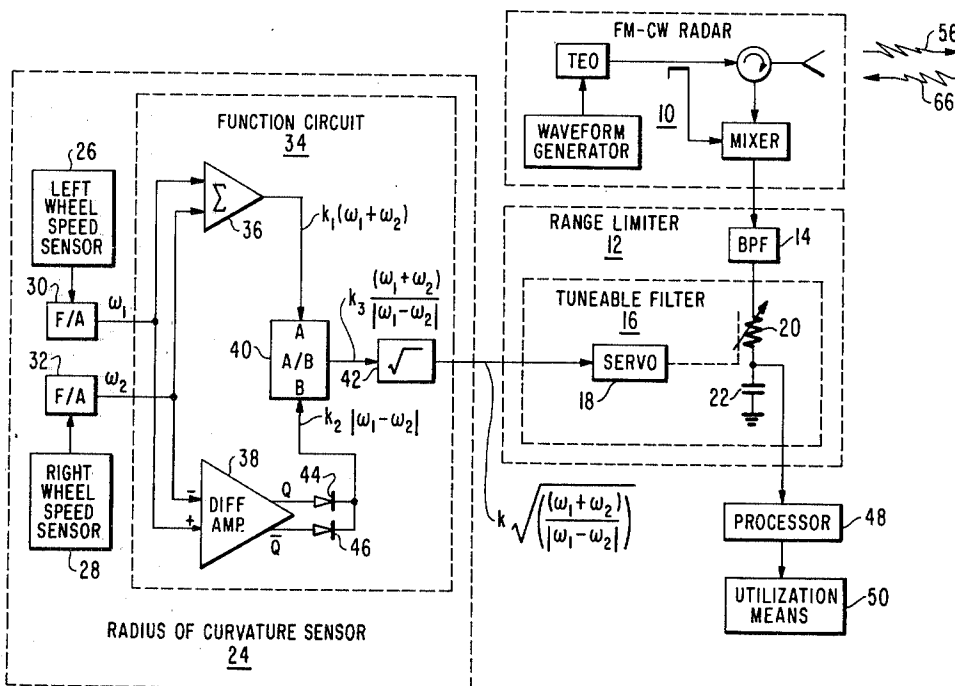 FM-CW RADAR
56
66
TEO
10
WAVEFORM
GENERATOR
MIXER
FUNCTION CIRCUIT
34
26
LEFT
WHEEL
SPEED
SENSOR
Σ
36
k₁(ω₁+ω₂)
30
F/A
ω₁
32
F/A
ω₂
40
A
A/B
B
k₃ (ω₁+ω₂)
|ω₁-ω₂|
√
42
k₂ |ω₁-ω₂|
38
-
+
DIFF
AMP.
Q
Q̅
44
46
RIGHT
WHEEL
SPEED
SENSOR
28
RADIUS OF CURVATURE SENSOR
24
RANGE LIMITER
12
BPF
14
TUNEABLE FILTER
16
20
SERVO
18
22
k √((ω₁+ω₂)
|ω₁-ω₂|)
PROCESSOR
48
UTILIZATION
MEANS
50